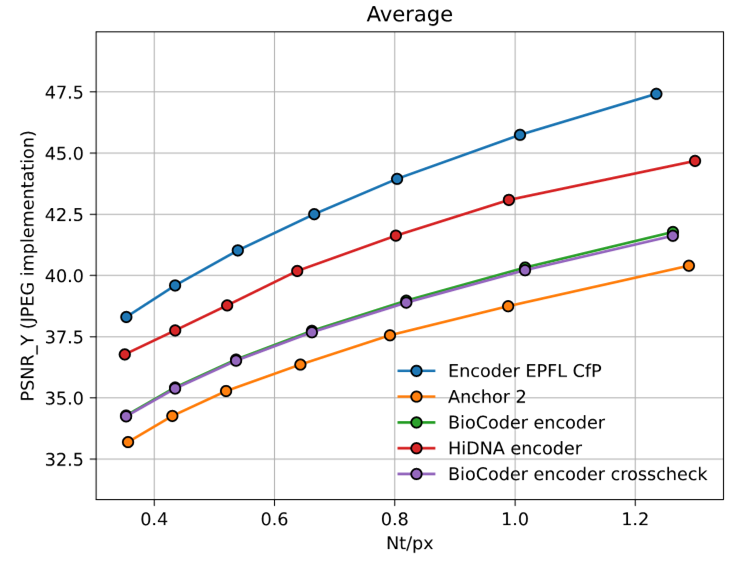 Average
PSNR_Y (JPEG implementation)
47.5
45.0
42.5
40.0
37.5
35.0
32.5
Encoder EPFL CfP
Anchor 2
BioCoder encoder
HiDNA encoder
BioCoder encoder crosscheck
0.4 0.6 0.8 1.0 1.2
Nt/px